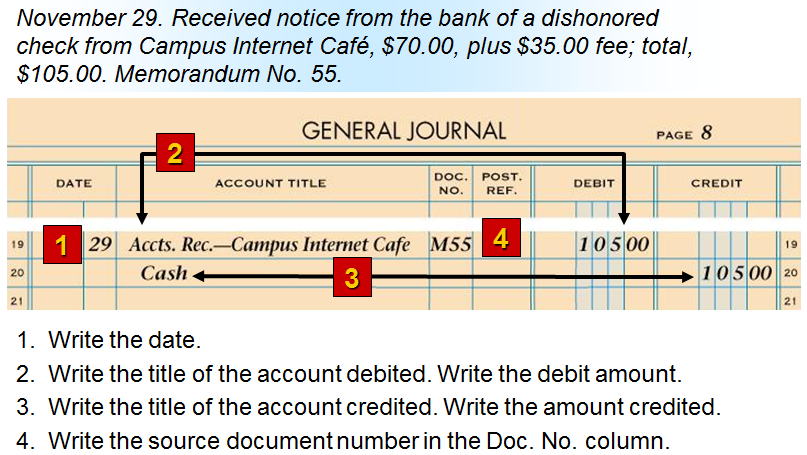 November 29. Received notice from the bank of a dishonored
check from Campus Internet Café, $70.00, plus $35.00 fee; total,
$105.00. Memorandum No. 55.
GENERAL JOURNAL PAGE 8
2
DATE ACCOUNT TITLE DOC. NO. POST. REF. DEBIT CREDIT
19 1 29 Accts. Rec.—Campus Internet Cafe M55 4 105 00 19
20 Cash 3 105 00 20
21 21
1. Write the date.
2. Write the title of the account debited. Write the debit amount.
3. Write the title of the account credited. Write the amount credited.
4. Write the source document number in the Doc. No. column.